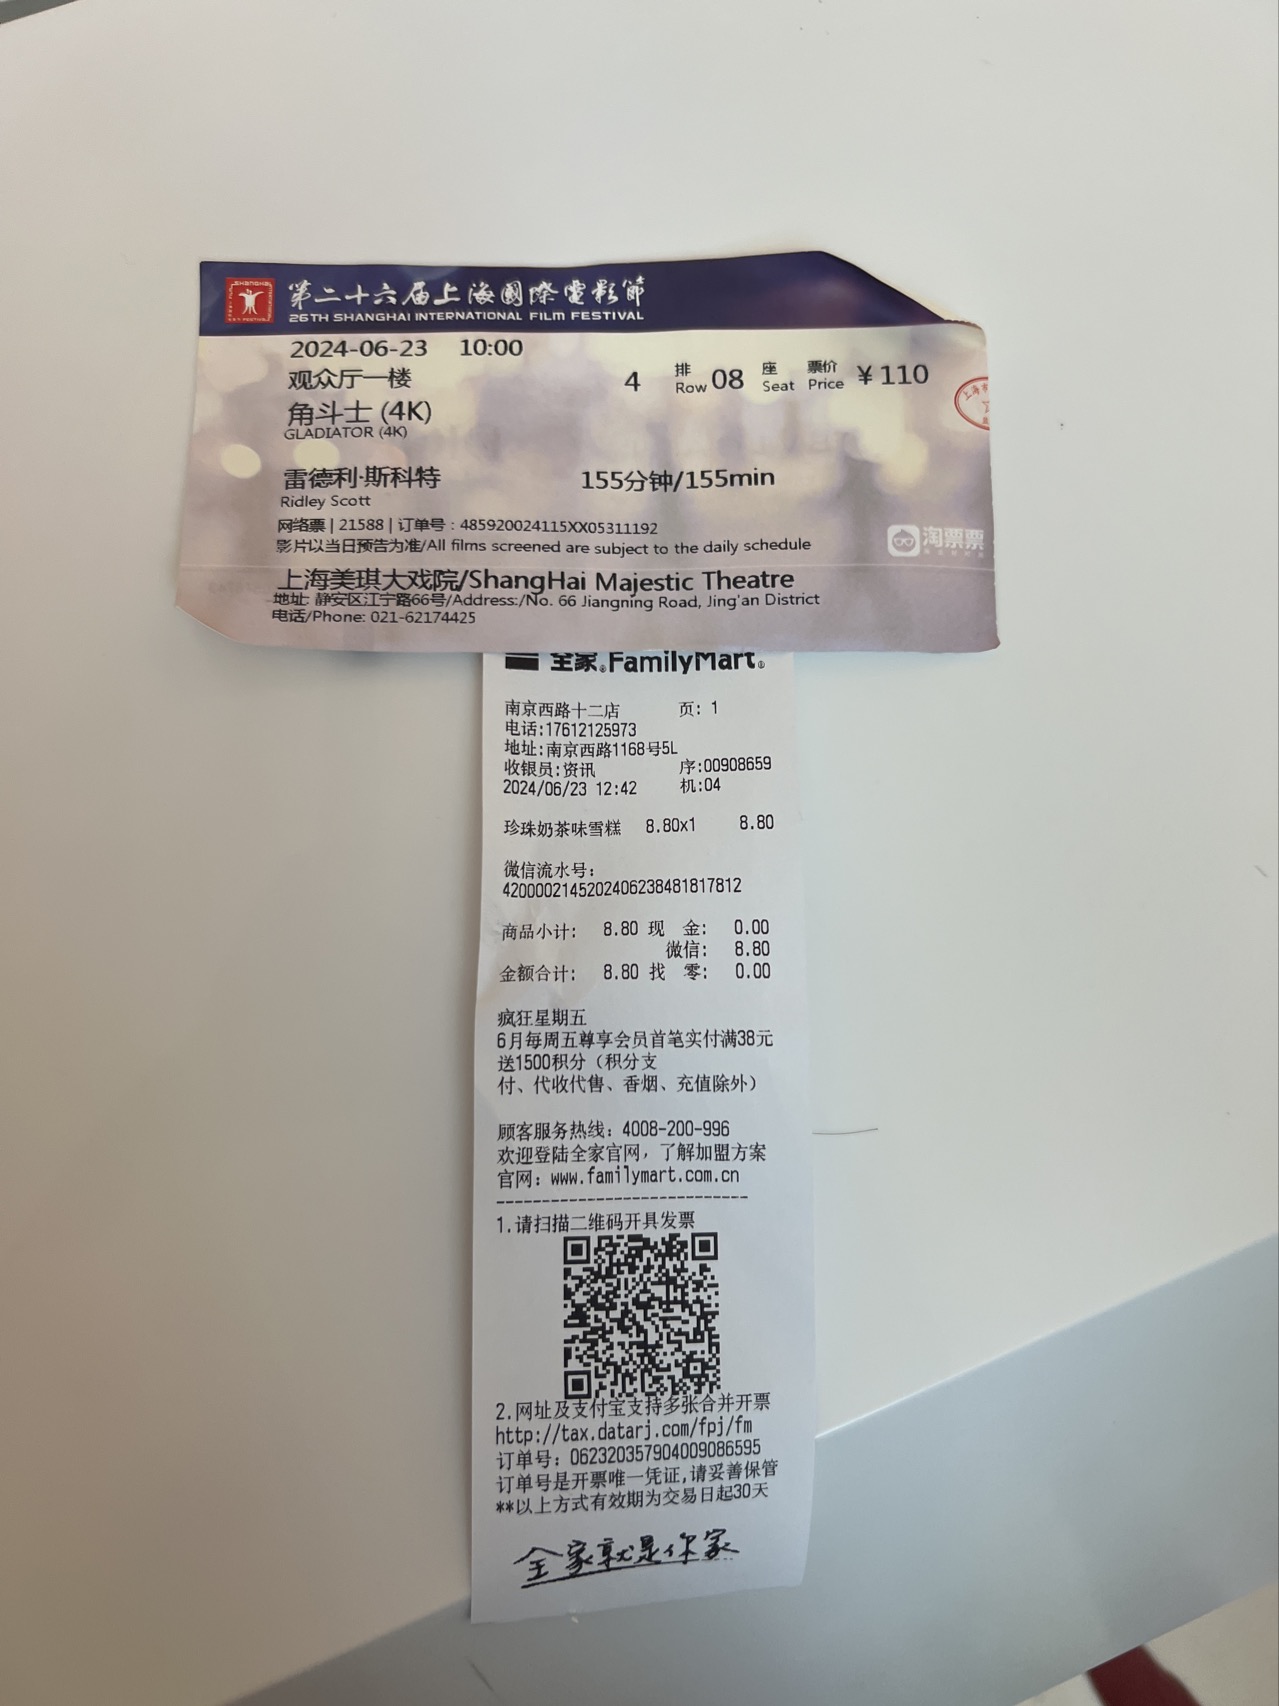 第二十六届上海國際電影節
26TH SHANGHAI INTERNATIONAL FILM FESTIVAL
2024-06-23 10:00
观众厅一楼 4 排 Row 08 座 Seat 票价 Price ¥110
角斗士 (4K)
GLADIATOR (4K)
雷德利·斯科特 155分钟/155min
Ridley Scott
网络票 | 21588 | 订单号：485920024115XX05311192
影片以当日预告为准/All films screened are subject to the daily schedule
淘票票
上海美琪大戏院/ShangHai Majestic Theatre
地址: 静安区江宁路66号/Address:/No. 66 Jiangning Road, Jing'an District
电话/Phone: 021-62174425
全家®FamilyMart®
南京西路十二店 页: 1
电话:17612125973
地址:南京西路1168号5L
收银员:资讯 序:00908659
2024/06/23 12:42 机:04
珍珠奶茶味雪糕 8.80x1 8.80
微信流水号:
4200002145202406238481817812
商品小计: 8.80 现 金: 0.00
微信: 8.80
金额合计: 8.80 找 零: 0.00
疯狂星期五
6月每周五尊享会员首笔实付满38元
送1500积分（积分支
付、代收代售、香烟、充值除外）
顾客服务热线: 4008-200-996
欢迎登陆全家官网，了解加盟方案
官网: www.familymart.com.cn
1.请扫描二维码开具发票
2.网址及支付宝支持多张合并开票
http://tax.datarj.com/fpj/fm
订单号: 062320357904009086595
订单号是开票唯一凭证,请妥善保管
**以上方式有效期为交易日起30天
全家就是你家